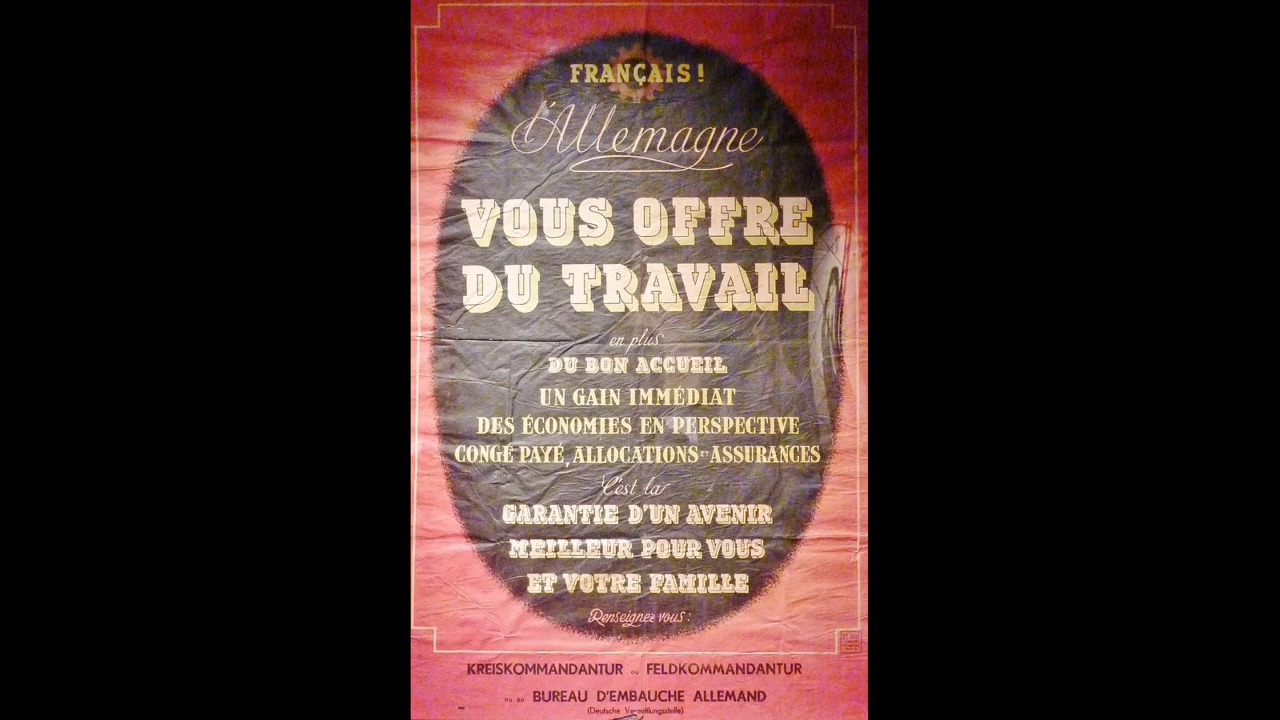 FRANÇAIS !
l'Allemagne
VOUS OFFRE
DU TRAVAIL
en plus
DU BON ACCUEIL
UN GAIN IMMÉDIAT
DES ÉCONOMIES EN PERSPECTIVE
CONGÉ PAYÉ, ALLOCATIONS ET ASSURANCES
C'est la
GARANTIE D'UN AVENIR
MEILLEUR POUR VOUS
ET VOTRE FAMILLE
Renseignez vous :
KREISKOMMANDANTUR ou FELDKOMMANDANTUR
ou au BUREAU D'EMBAUCHE ALLEMAND
(Deutsche Vermittlungsstelle)